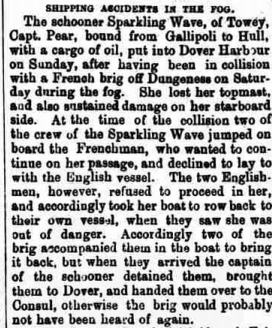 SHIPPING ACCIDENTS IN THE FOG.
The schooner Sparkling Wave, of Towey,
Capt. Pear, bound from Gallipoli to Hull,
with a cargo of oil, put into Dover Harbour
on Sunday, after having been in collision
with a French brig off Dungeness on Satur-
day during the fog. She lost her topmast,
and also sustained damage on her starboard
side. At the time of the collision two of
the crew of the Sparkling Wave jumped on
board the Frenchman, who wanted to con-
tinue on her passage, and declined to lay to
with the English vessel. The two English-
men, however, refused to proceed in her,
and accordingly took her boat to row back to
their own vessel, when they saw she was
out of danger. Accordingly two of the
brig accompanied them in the boat to bring
it back, but when they arrived the captain
of the schooner detained them, brought
them to Dover, and handed them over to the
Consul, otherwise the brig would probably
not have been heard of again.